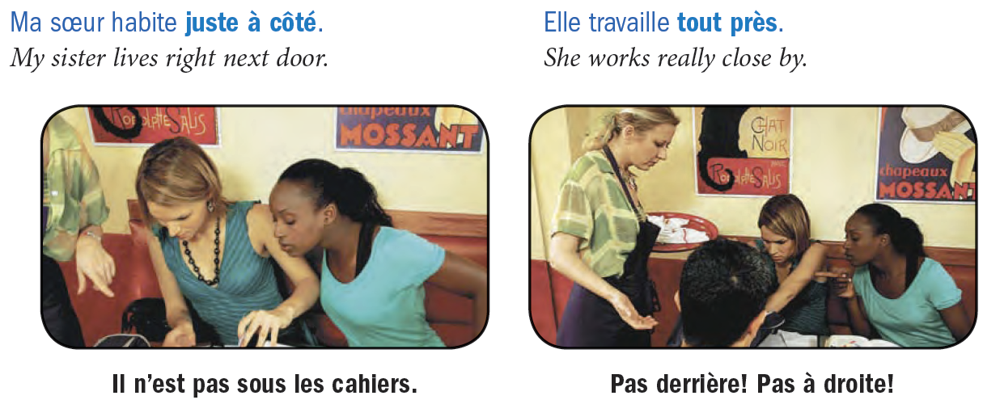 Ma sœur habite juste à côté.
My sister lives right next door.
Elle travaille tout près.
She works really close by.
RODOLPHE SALIS
chapeaux
MOSSANT
CHAT
NOIR
RODOLPHE SALIS
chapeaux
MOSSANT
Il n’est pas sous les cahiers.
Pas derrière! Pas à droite!